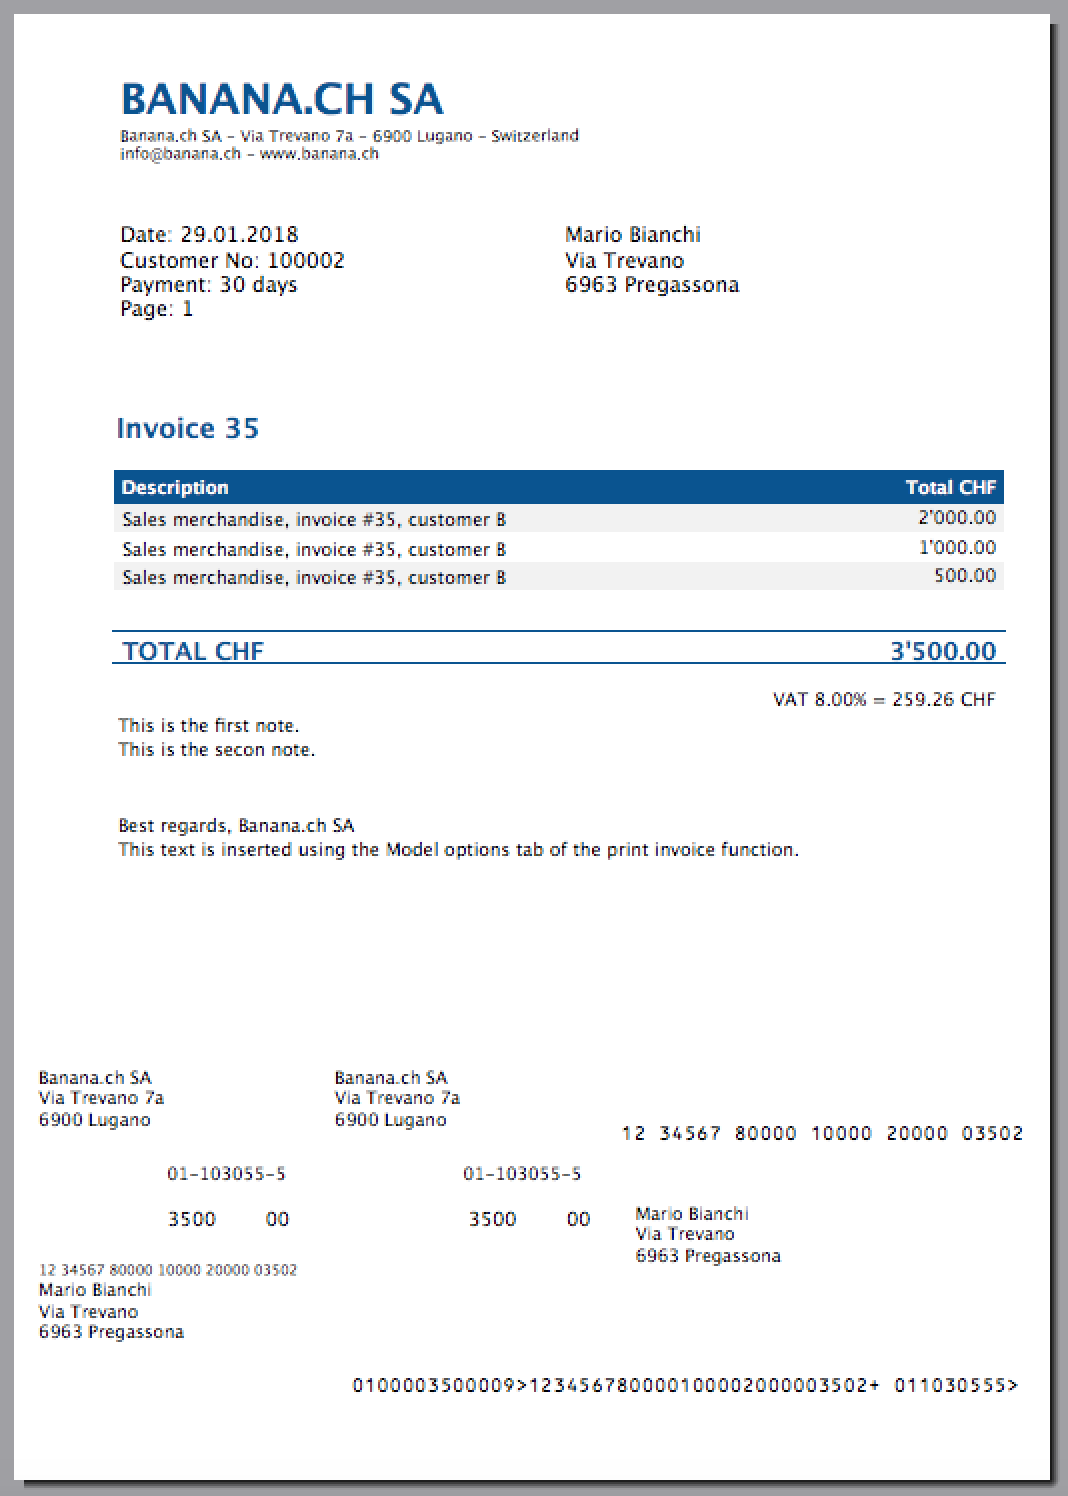 BANANA.CH SA
Banana.ch SA - Via Trevano 7a - 6900 Lugano - Switzerland
info@banana.ch - www.banana.ch
Date: 29.01.2018
Customer No: 100002
Payment: 30 days
Page: 1
Mario Bianchi
Via Trevano
6963 Pregassona
Invoice 35
Description Total CHF
Sales merchandise, invoice #35, customer B 2'000.00
Sales merchandise, invoice #35, customer B 1'000.00
Sales merchandise, invoice #35, customer B 500.00
TOTAL CHF 3'500.00
VAT 8.00% = 259.26 CHF
This is the first note.
This is the secon note.
Best regards, Banana.ch SA
This text is inserted using the Model options tab of the print invoice function.
Banana.ch SA
Via Trevano 7a
6900 Lugano
01-103055-5
3500 00
12 34567 80000 10000 20000 03502
Mario Bianchi
Via Trevano
6963 Pregassona
Banana.ch SA
Via Trevano 7a
6900 Lugano
01-103055-5
3500 00
12 34567 80000 10000 20000 03502
Mario Bianchi
Via Trevano
6963 Pregassona
0100003500009>123456780000100002000003502+ 011030555>